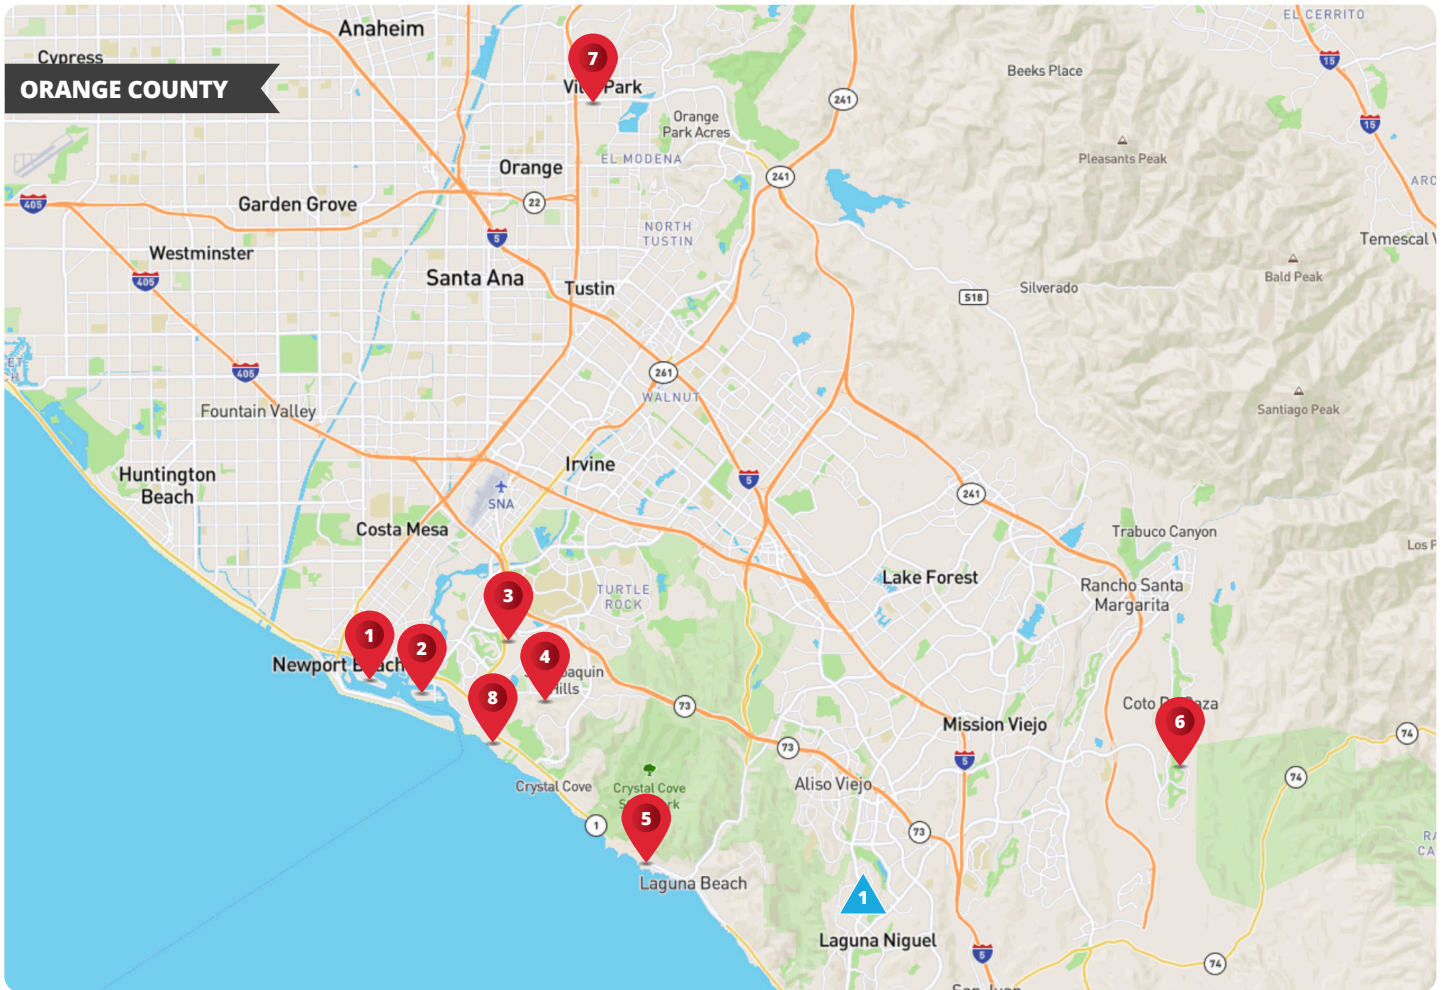 EL CERRITO
Anaheim
Cypress
7
15
Beeks Place
ORANGE COUNTY
Park
241
Orange
Park Acres
15
Pleasants Peak
EL MODENA
Orange
241
405
Garden Grove
22
NORTH
TUSTIN
5
Westminster
Temescal
Bald Peak
405
Santa Ana
Tustin
Silverado
S18
405
261
WALNUT
Santiago Peak
Fountain Valley
Irvine
Huntington
Beach
5
241
SNA
Costa Mesa
Trabuco Canyon
Los
Lake Forest
TURTLE
ROCK
Rancho Santa
Margarita
3
1
2
4
Newport
Hills
8
73
Coto
6
Mission Viejo
74
73
5
74
Crystal Cove
Crystal Cove
Aliso Viejo
5
1
73
Laguna Beach
1
Laguna Niguel
5
74